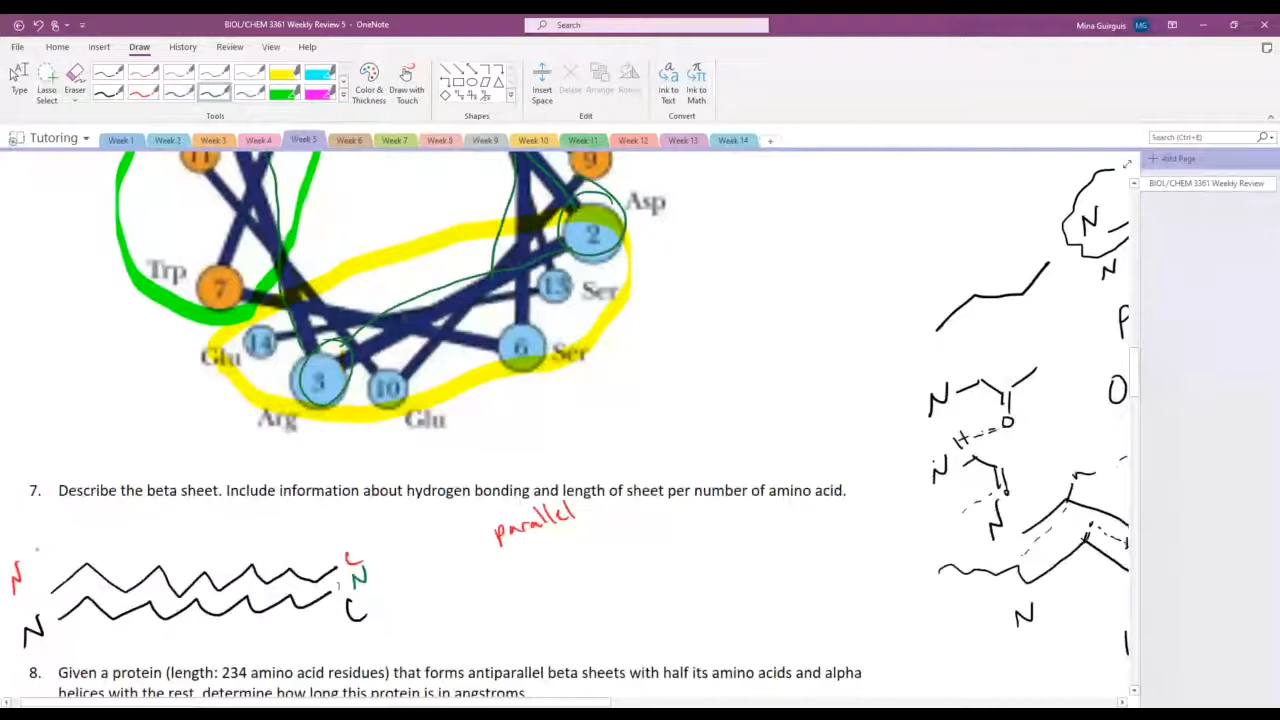 BIOL/CHEM 3361 Weekly Review 5 - OneNote
Search
Mina Guirguis MG
File Home Insert Draw History Review View Help
Type Lasso Select Eraser
Color & Thickness Draw with Touch
Insert Space Delete Arrange Rotate
Ink to Text Ink to Math
Tools Shapes Edit Convert
Tutoring Week 1 Week 2 Week 3 Week 4 Week 5 Week 6 Week 7 Week 8 Week 9 Week 10 Week 11 Week 12 Week 13 Week 14
Search (Ctrl+E)
Add Page
BIOL/CHEM 3361 Weekly Review
11 9
Asp
2
Trp
7
13 Ser
14
Glu
6 Ser
3 10
Arg Glu
N
N
P
N
O
O
H
N
O
N
N
7. Describe the beta sheet. Include information about hydrogen bonding and length of sheet per number of amino acid.
parallel
N C
N
N C
8. Given a protein (length: 234 amino acid residues) that forms antiparallel beta sheets with half its amino acids and alpha
helices with the rest, determine how long this protein is in angstroms.